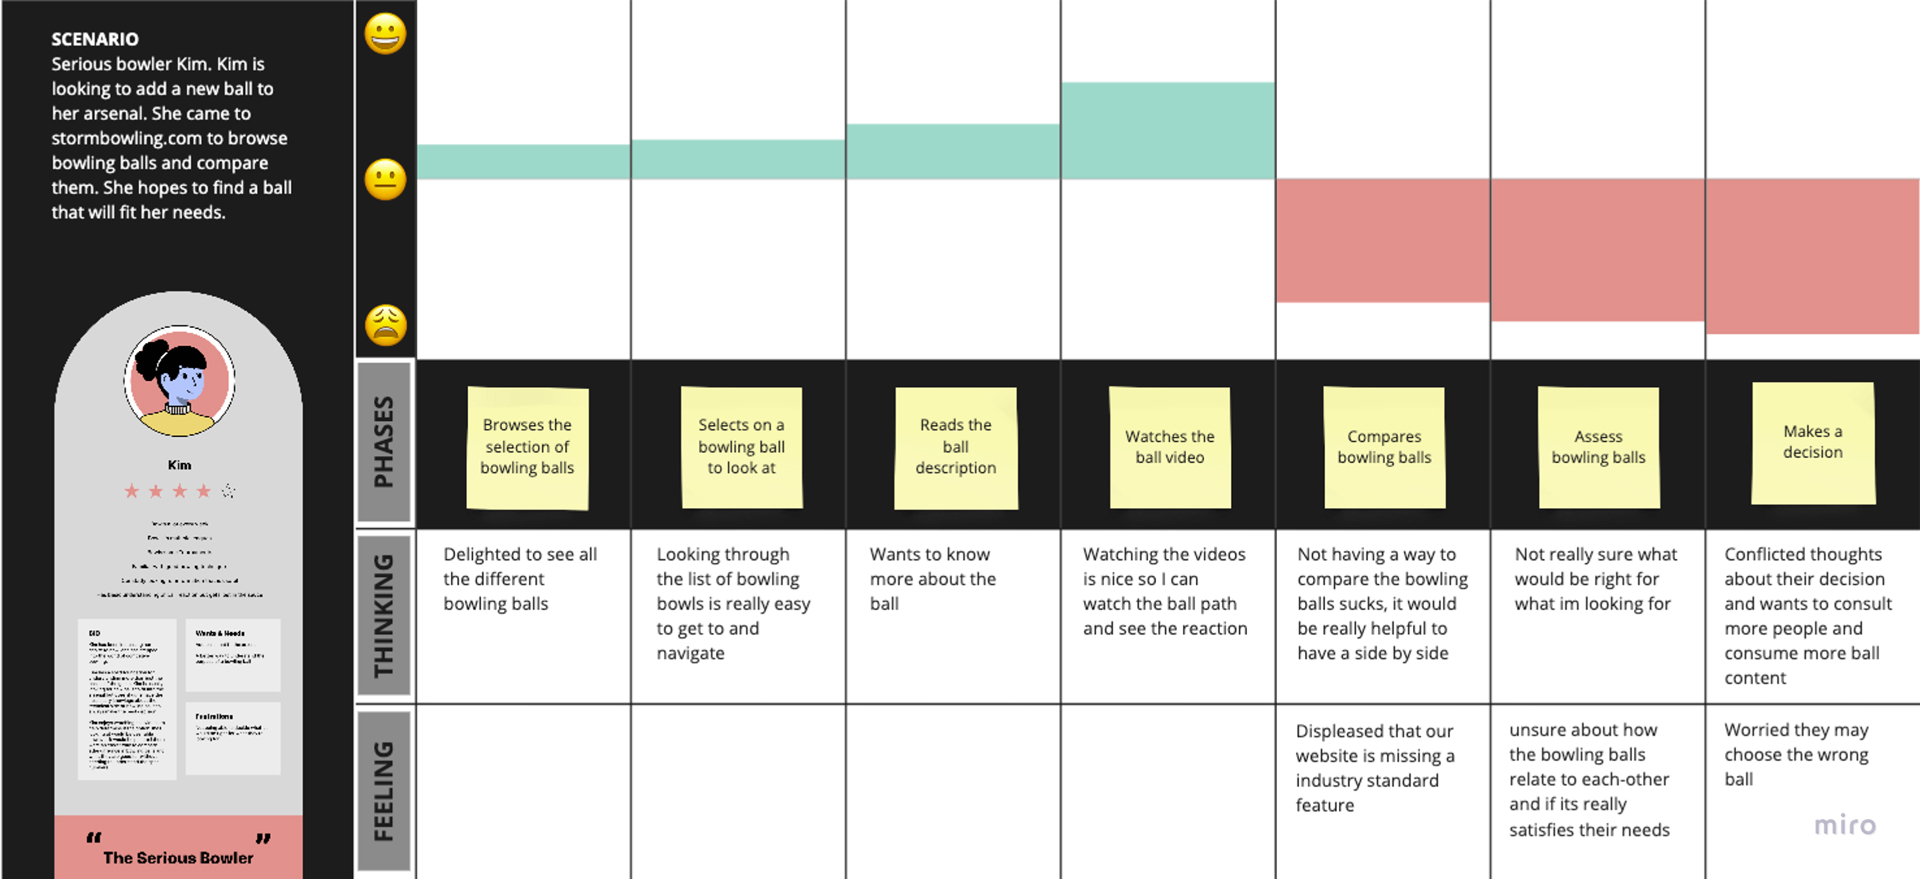 SCENARIO
Serious bowler Kim. Kim is
looking to add a new ball to
her arsenal. She came to
stormbowling.com to browse
bowling balls and compare
them. She hopes to find a ball
that will fit her needs.
Kim
BIO
Wants & Needs
Frustrations
“ ”
The Serious Bowler
PHASES
Browses the
selection of
bowling balls
Selects on a
bowling ball
to look at
Reads the
ball
description
Watches the
ball video
Compares
bowling balls
Assess
bowling balls
Makes a
decision
THINKING
Delighted to see all
the different
bowling balls
Looking through
the list of bowling
bowls is really easy
to get to and
navigate
Wants to know
more about the
ball
Watching the videos
is nice so I can
watch the ball path
and see the reaction
Not having a way to
compare the bowling
balls sucks, it would
be really helpful to
have a side by side
Not really sure what
would be right for
what im looking for
Conflicted thoughts
about their decision
and wants to consult
more people and
consume more ball
content
FEELING
Displeased that our
website is missing a
industry standard
feature
unsure about how
the bowling balls
relate to each-other
and if its really
satisfies their needs
Worried they may
choose the wrong
ball
miro